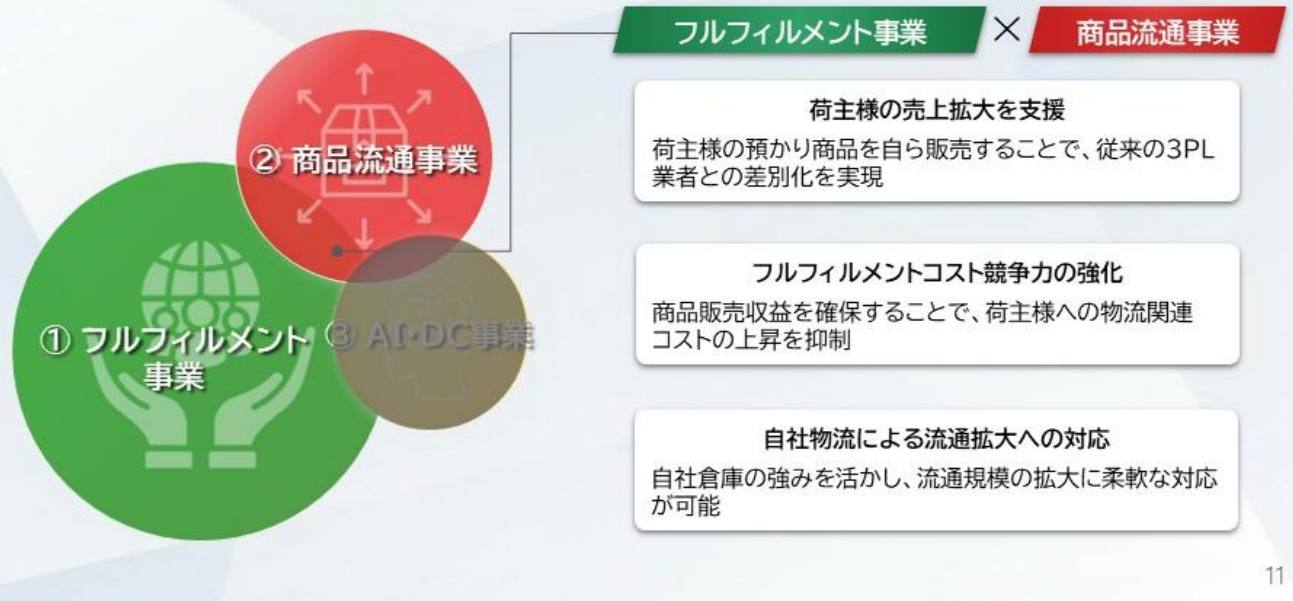 フルフィルメント事業 × 商品流通事業
② 商品流通事業
① フルフィルメント
事業
③ AI・DC事業
荷主様の売上拡大を支援
荷主様の預かり商品を自ら販売することで、従来の3PL
業者との差別化を実現
フルフィルメントコスト競争力の強化
商品販売収益を確保することで、荷主様への物流関連
コストの上昇を抑制
自社物流による流通拡大への対応
自社倉庫の強みを活かし、流通規模の拡大に柔軟な対応
が可能
11